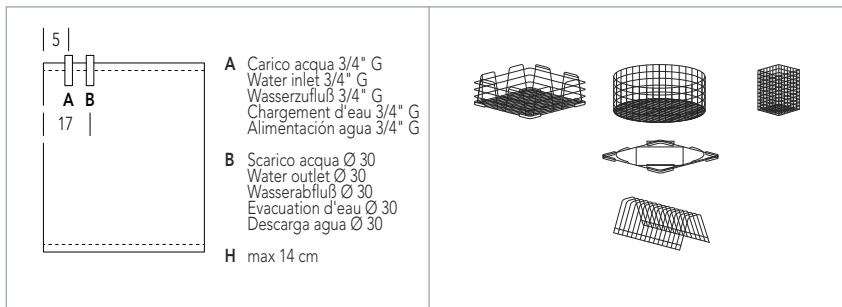 5
A B
17
A Carico acqua 3/4" G
Water inlet 3/4" G
Wasserzufluß 3/4" G
Chargement d'eau 3/4" G
Alimentación agua 3/4" G
B Scarico acqua Ø 30
Water outlet Ø 30
Wasserabfluß Ø 30
Evacuation d'eau Ø 30
Descarga agua Ø 30
H max 14 cm